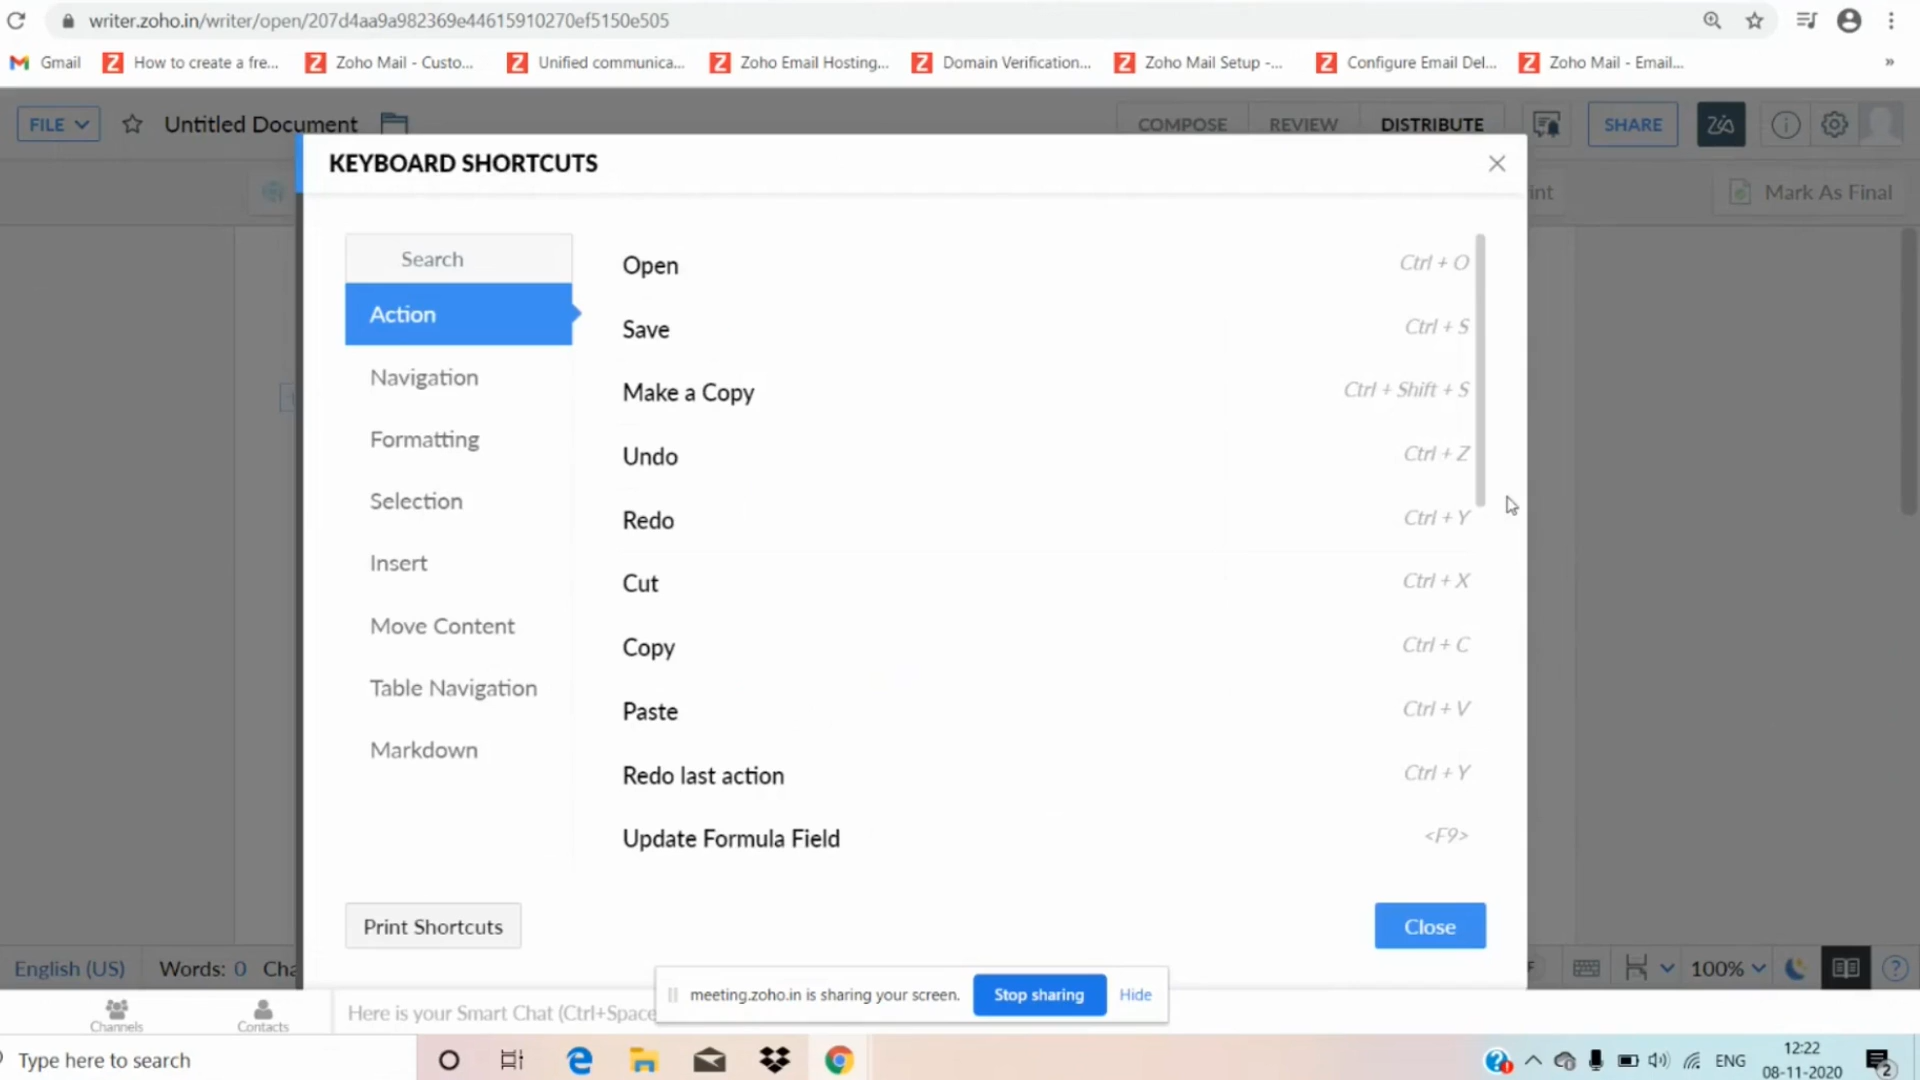 writer.zoho.in/writer/open/207d4aa9a982369e44615910270ef5150e505
Gmail How to create a fre... Zoho Mail - Custo... Unified communica... Zoho Email Hosting... Domain Verification... Zoho Mail Setup -... Configure Email Del... Zoho Mail - Email... »
FILE Untitled Document COMPOSE REVIEW DISTRIBUTE SHARE
KEYBOARD SHORTCUTS
int Mark As Final
Search
Action
Navigation
Formatting
Selection
Insert
Move Content
Table Navigation
Markdown
Open Ctrl + O
Save Ctrl + S
Make a Copy Ctrl + Shift + S
Undo Ctrl + Z
Redo Ctrl + Y
Cut Ctrl + X
Copy Ctrl + C
Paste Ctrl + V
Redo last action Ctrl + Y
Update Formula Field <F9>
Print Shortcuts Close
English (US) Words: 0 Cha 100%
meeting.zoho.in is sharing your screen. Stop sharing Hide
Channels Contacts Here is your Smart Chat (Ctrl+Space
Type here to search ENG 12:22
08-11-2020 2